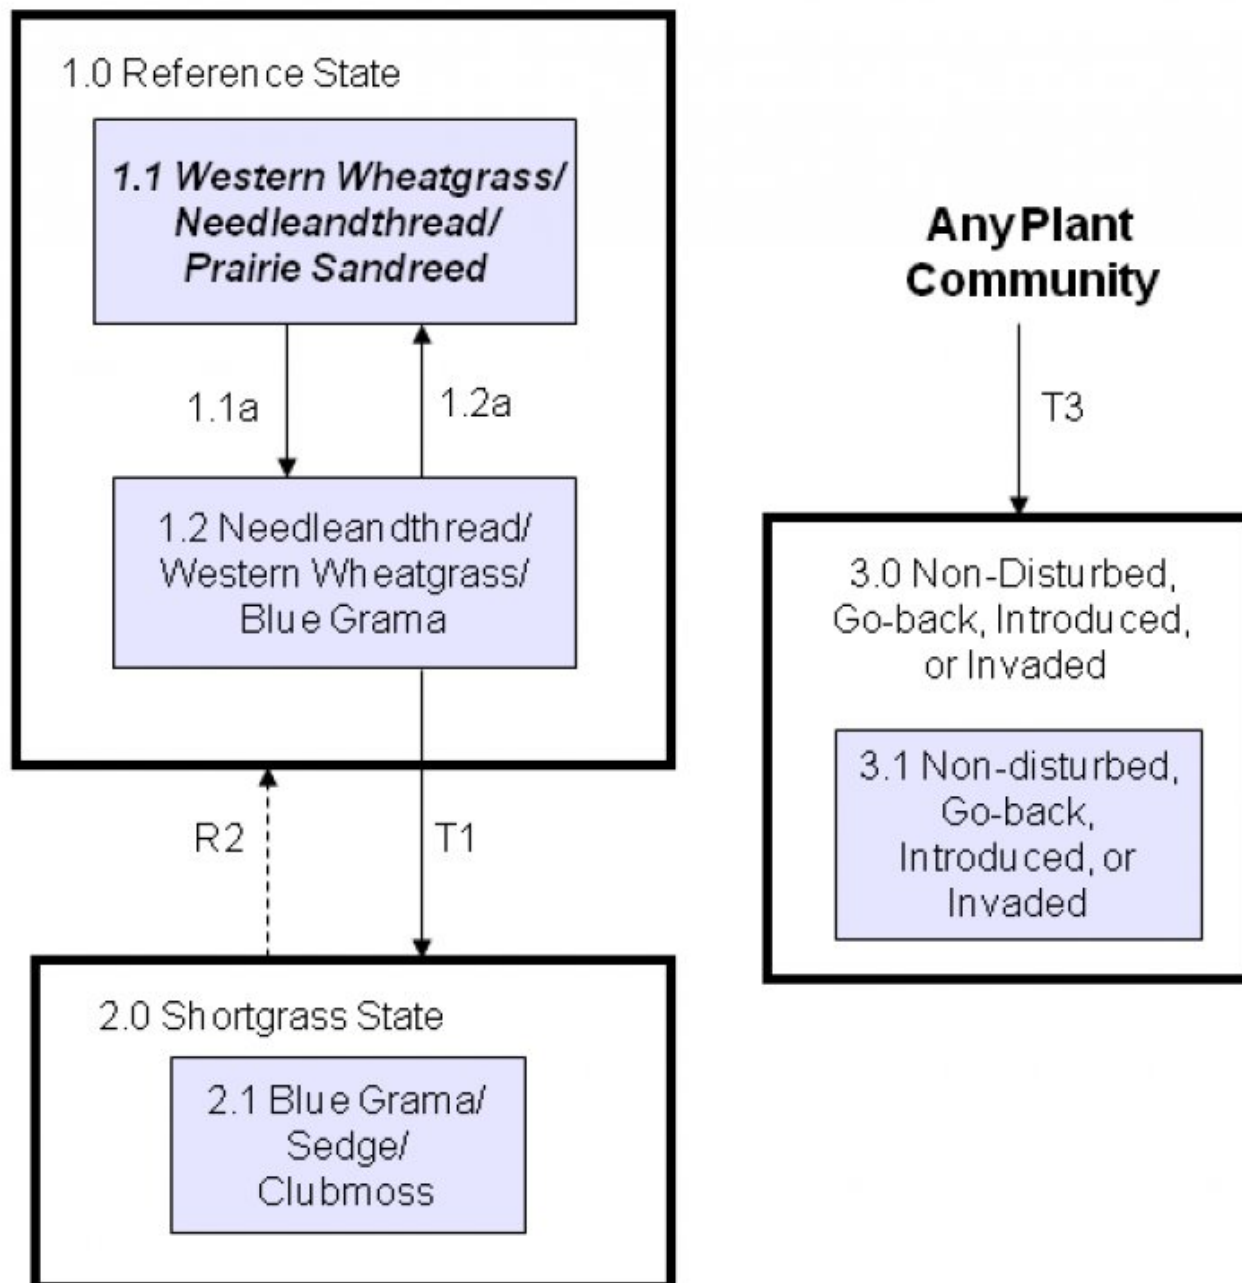 1.0 Reference State
1.1 Western Wheatgrass/
Needleandthread/
Prairie Sandreed
1.1a
1.2a
1.2 Needleandthread/
Western Wheatgrass/
Blue Grama
R2
T1
2.0 Shortgrass State
2.1 Blue Grama/
Sedge/
Clubmoss
Any Plant
Community
T3
3.0 Non-Disturbed,
Go-back, Introduced,
or Invaded
3.1 Non-disturbed,
Go-back,
Introduced, or
Invaded